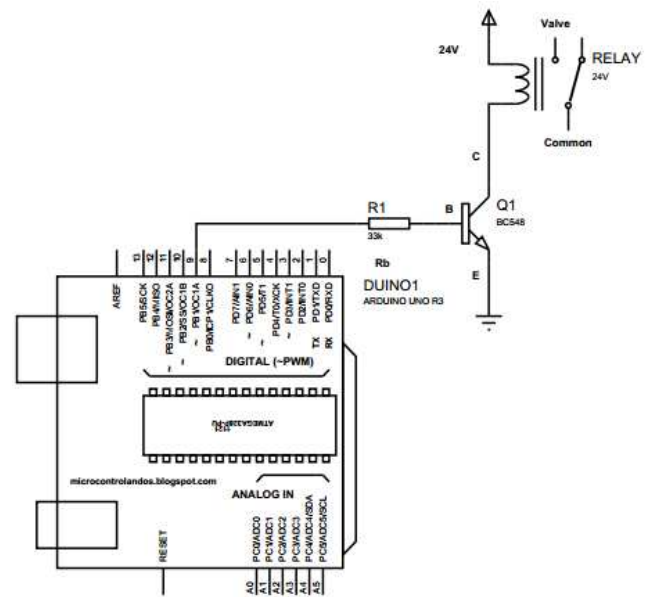 Valve
24V
RELAY
24V
Common
C
R1
B
Q1
33k
BC548
Rb
E
DUINO1
ARDUINO UNO R3
13
12
11
10
9
8
7
6
5
4
3
2
1
0
AREF
PB5/SCK
PB4/MISO
~ PB3/MOSI/OC2A
~ PB2/SS/OC1B
~ PB1/OC1A
PB0/ICP1/CLKO
PD7/AIN1
~ PD6/AIN0
~ PD5/T1
PD4/T0/XCK
~ PD3/INT1
PD2/INT0
TX PD1/TXD
RX PD0/RXD
DIGITAL (~PWM)
1121
microcontrolandos.blogspot.com
ANALOG IN
RESET
PC0/ADC0
PC1/ADC1
PC2/ADC2
PC3/ADC3
PC4/ADC4/SDA
PC5/ADC5/SCL
A0
A1
A2
A3
A4
A5